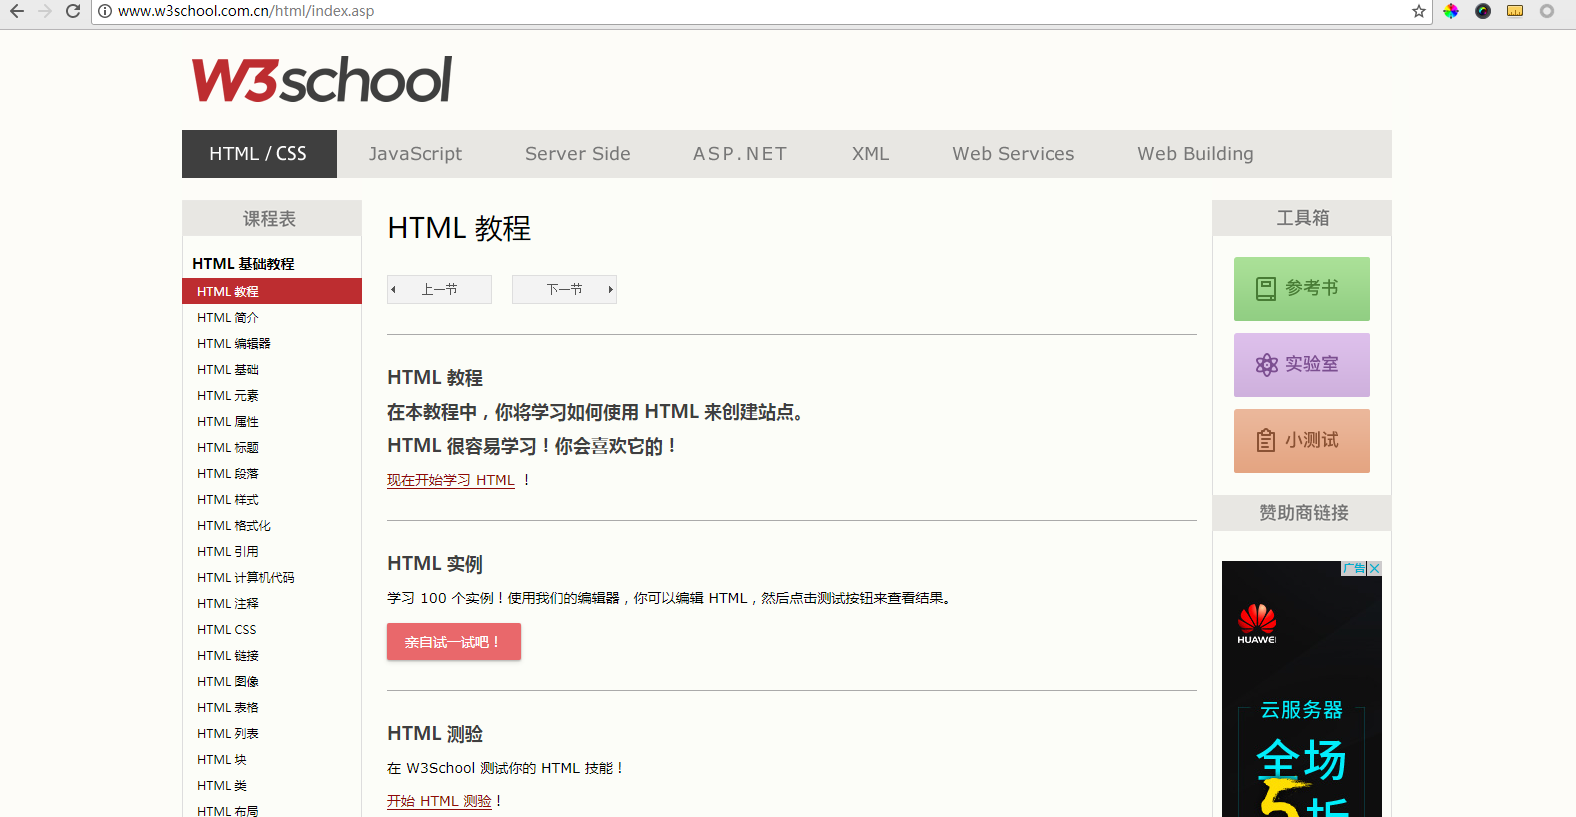 www.w3school.com.cn/html/index.asp
W3school
HTML / CSS
JavaScript
Server Side
ASP.NET
XML
Web Services
Web Building
课程表
HTML 基础教程
HTML 教程
HTML 简介
HTML 编辑器
HTML 基础
HTML 元素
HTML 属性
HTML 标题
HTML 段落
HTML 样式
HTML 格式化
HTML 引用
HTML 计算机代码
HTML 注释
HTML CSS
HTML 链接
HTML 图像
HTML 表格
HTML 列表
HTML 块
HTML 类
HTML 布局
HTML 教程
上一节
下一节
HTML 教程
在本教程中，你将学习如何使用 HTML 来创建站点。
HTML 很容易学习！你会喜欢它的！
现在开始学习 HTML ！
HTML 实例
学习 100 个实例！使用我们的编辑器，你可以编辑 HTML，然后点击测试按钮来查看结果。
亲自试一试吧！
HTML 测验
在 W3School 测试你的 HTML 技能！
开始 HTML 测验！
工具箱
参考书
实验室
小测试
赞助商链接
广告
HUAWEI
云服务器
全场
5折